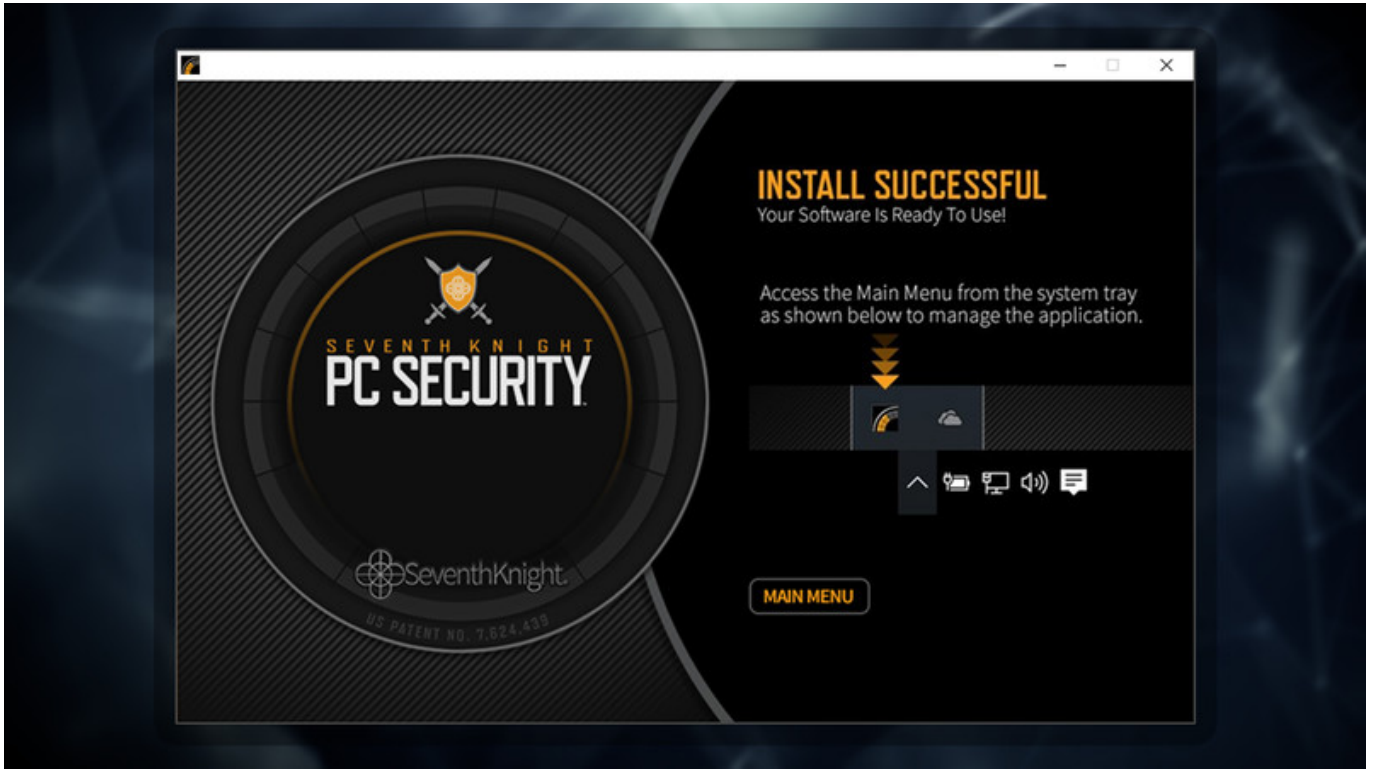 SEVENTH KNIGHT
PC SECURITY
SeventhKnight.
US PATENT NO. 7,624,439
INSTALL SUCCESSFUL
Your Software Is Ready To Use!
Access the Main Menu from the system tray
as shown below to manage the application.
MAIN MENU